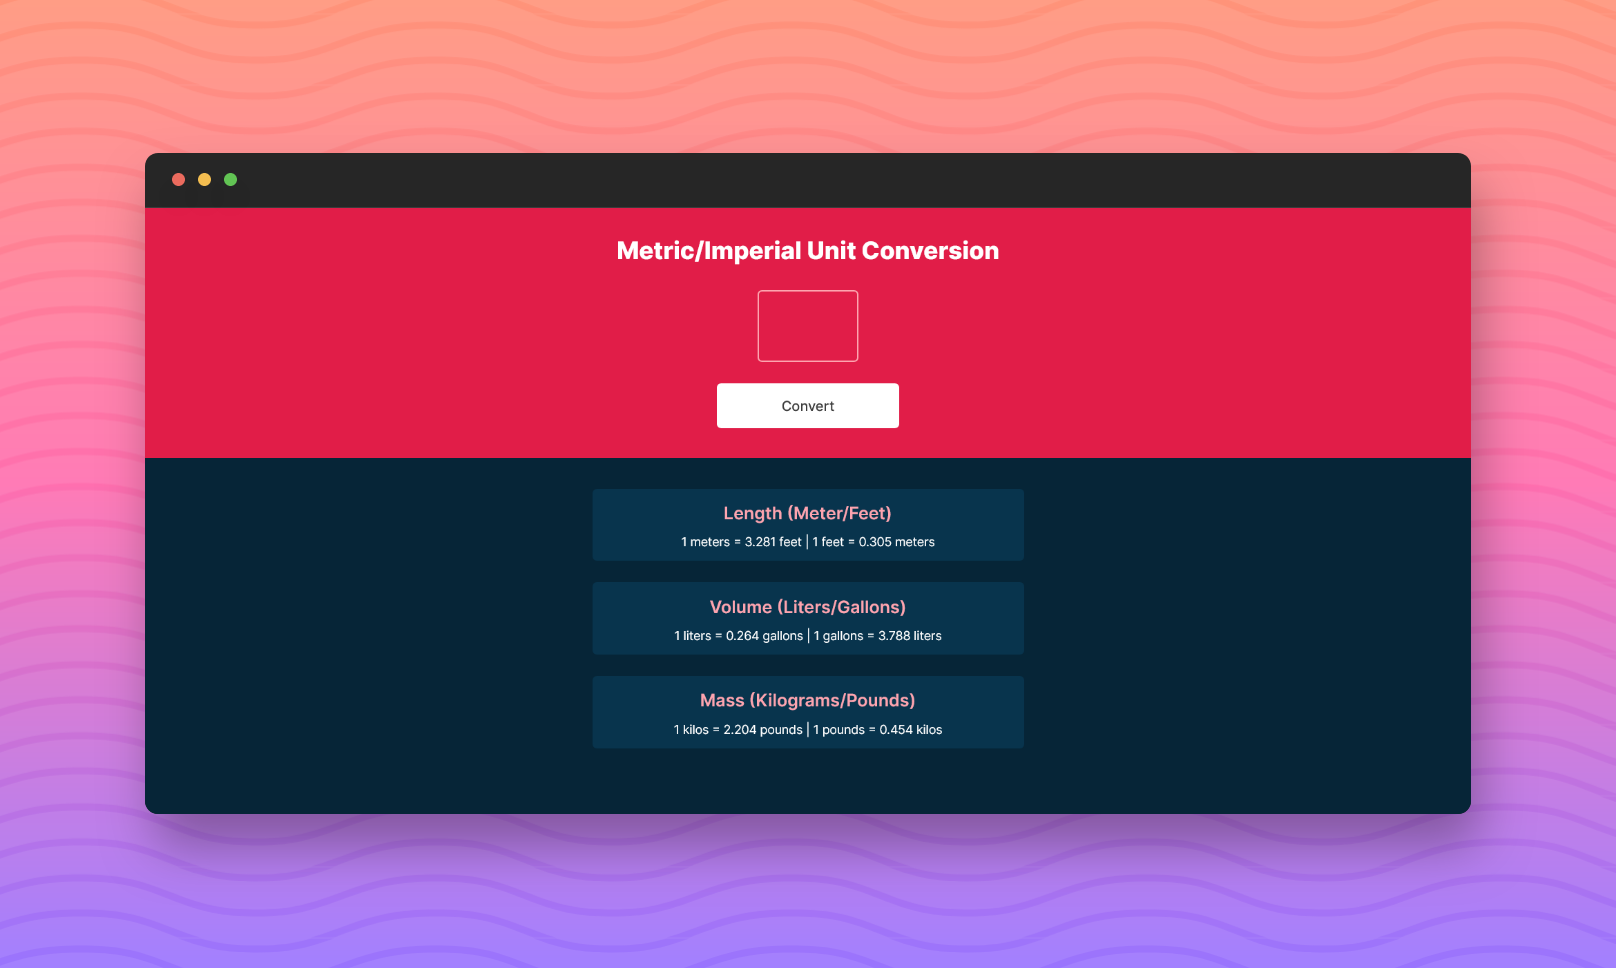 Metric/Imperial Unit Conversion
Convert
Length (Meter/Feet)
1 meters = 3.281 feet | 1 feet = 0.305 meters
Volume (Liters/Gallons)
1 liters = 0.264 gallons | 1 gallons = 3.788 liters
Mass (Kilograms/Pounds)
1 kilos = 2.204 pounds | 1 pounds = 0.454 kilos